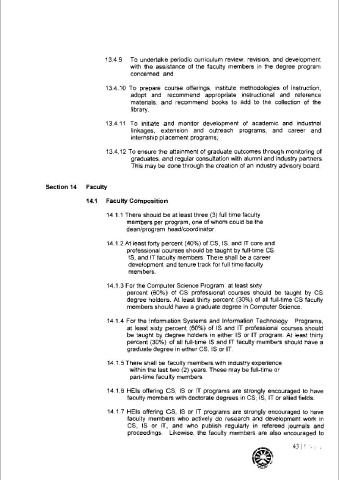 13.4.9 To undertake periodic curriculum review, revision, and development
with the assistance of the faculty members in the degree program
concerned; and
13.4.10 To prepare course offerings, institute methodologies of instruction,
adopt and recommend appropriate instructional and reference
materials, and recommend books to add to the collection of the
library.
13.4.11 To initiate and monitor development of academic and industrial
linkages, extension and outreach programs, and career and
internship placement programs;
13.4.12 To ensure the attainment of graduate outcomes through monitoring of
graduates, and regular consultation with alumni and industry partners.
This may be done through the creation of an industry advisory board.
Section 14 Faculty
14.1 Faculty Composition
14.1.1 There should be at least three (3) full time faculty
members per program, one of whom could be the
dean/program head/coordinator.
14.1.2 At least forty percent (40%) of CS, IS, and IT core and
professional courses should be taught by full-time CS,
IS, and IT faculty members. There shall be a career
development and tenure track for full time faculty
members.
14.1.3 For the Computer Science Program, at least sixty
percent (60%) of CS professional courses should be taught by CS
degree holders. At least thirty percent (30%) of all full-time CS faculty
members should have a graduate degree in Computer Science.
14.1.4 For the Information Systems and Information Technology Programs,
at least sixty percent (60%) of IS and IT professional courses should
be taught by degree holders in either IS or IT program. At least thirty
percent (30%) of all full-time IS and IT faculty members should have a
graduate degree in either CS, IS or IT.
14.1.5 There shall be faculty members with industry experience
within the last two (2) years. These may be full-time or
part-time faculty members.
14.1.6 HEIs offering CS, IS or IT programs are strongly encouraged to have
faculty members with doctorate degrees in CS, IS, IT or allied fields.
14.1.7 HEIs offering CS, IS or IT programs are strongly encouraged to have
faculty members who actively do research and development work in
CS, IS or IT, and who publish regularly in refereed journals and
proceedings. Likewise, the faculty members are also encouraged to
43 |